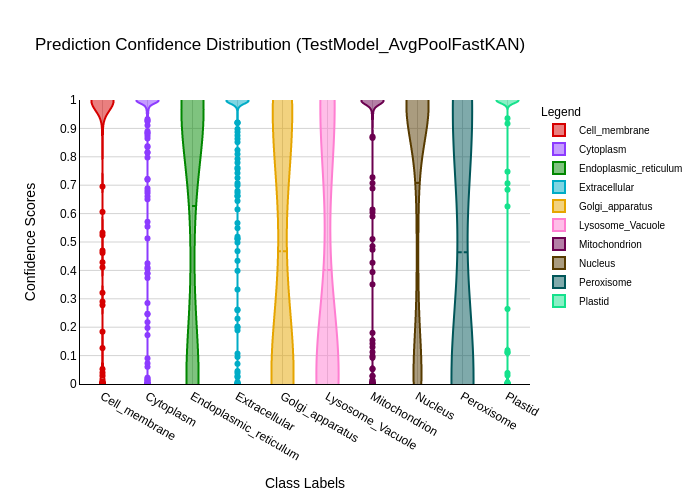 Prediction Confidence Distribution (TestModel_AvgPoolFastKAN)
Legend
Cell_membrane
Cytoplasm
Endoplasmic_reticulum
Extracellular
Golgi_apparatus
Lysosome_Vacuole
Mitochondrion
Nucleus
Peroxisome
Plastid
Confidence Scores
1
0.9
0.8
0.7
0.6
0.5
0.4
0.3
0.2
0.1
0
Cell_membrane
Cytoplasm
Endoplasmic_reticulum
Extracellular
Golgi_apparatus
Lysosome_Vacuole
Mitochondrion
Nucleus
Peroxisome
Plastid
Class Labels